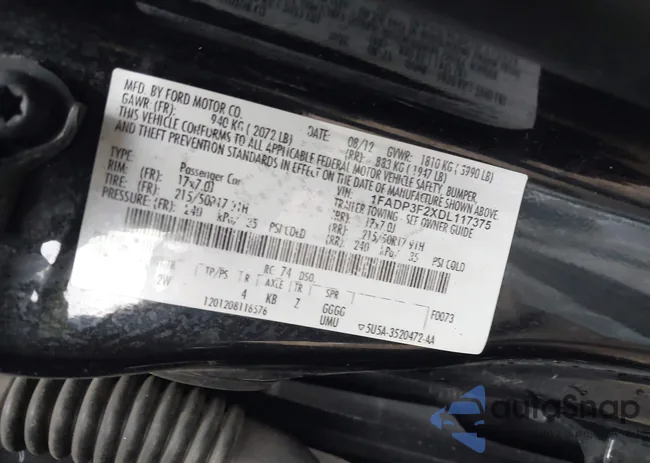 MFD. BY FORD MOTOR CO.
DATE: 08/12 GVWR: 1810 KG (3990 LB)
GAWR: (FR): 940 KG (2072 LB) (RR): 883 KG (1947 LB)
THIS VEHICLE CONFORMS TO ALL APPLICABLE FEDERAL MOTOR VEHICLE SAFETY, BUMPER,
AND THEFT PREVENTION STANDARDS IN EFFECT ON THE DATE OF MANUFACTURE SHOWN ABOVE.
VIN: 1FADP3F2XDL117375
TYPE: Passenger Car TRAILER TOWING - SEE OWNER GUIDE
RIM: (FR): 17x7.0J (RR): 17x7.0J
TIRE: (FR): 215/50R17 91H (RR): 215/50R17 91H
PRESSURE: (FR): 240 kPa/ 35 PSI COLD (RR): 240 kPa/ 35 PSI COLD
RC: 74 DSO:
TP/PS R AXLE TR SPR F0073
2W 4 KB Z GGGG
1201208116576 UMU 5U5A-3520472-AA
autoSnap